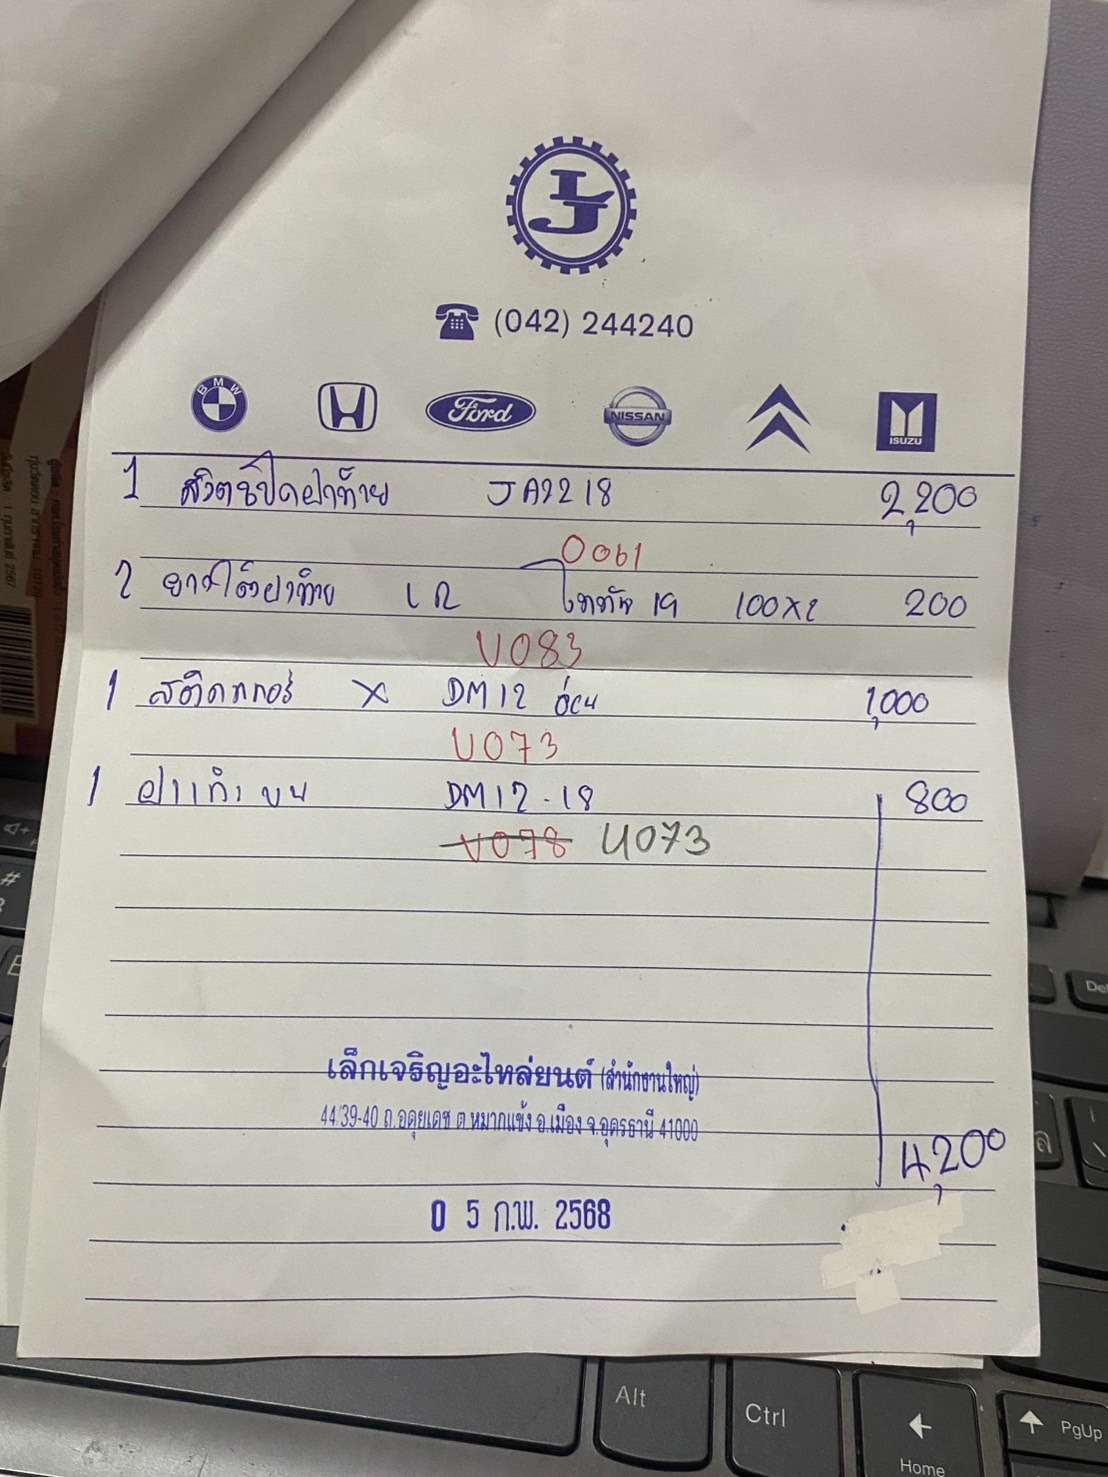 LJ
(042) 244240
BMW
H
Ford
NISSAN
ISUZU
1 สวิตช์ปิดฝาท้าย JA2218 2,200
0061
2 ยางโช๊คฝาท้าย L R ไททัน 19 100x2 200
U083
1 สติกเกอร์ X DM12 1,000
U073
1 ฝาแก้ม บน DM12-18 800
U078 U073
เล็กเจริญอะไหล่ยนต์ (สำนักงานใหญ่)
44/39-40 ถ.อดุยเดช ต.หมากแข้ง อ.เมือง จ.อุดรธานี 41000
4,200
0 5 ก.พ. 2568
Alt
Ctrl
Home
PgUp
Del
#
E
ล